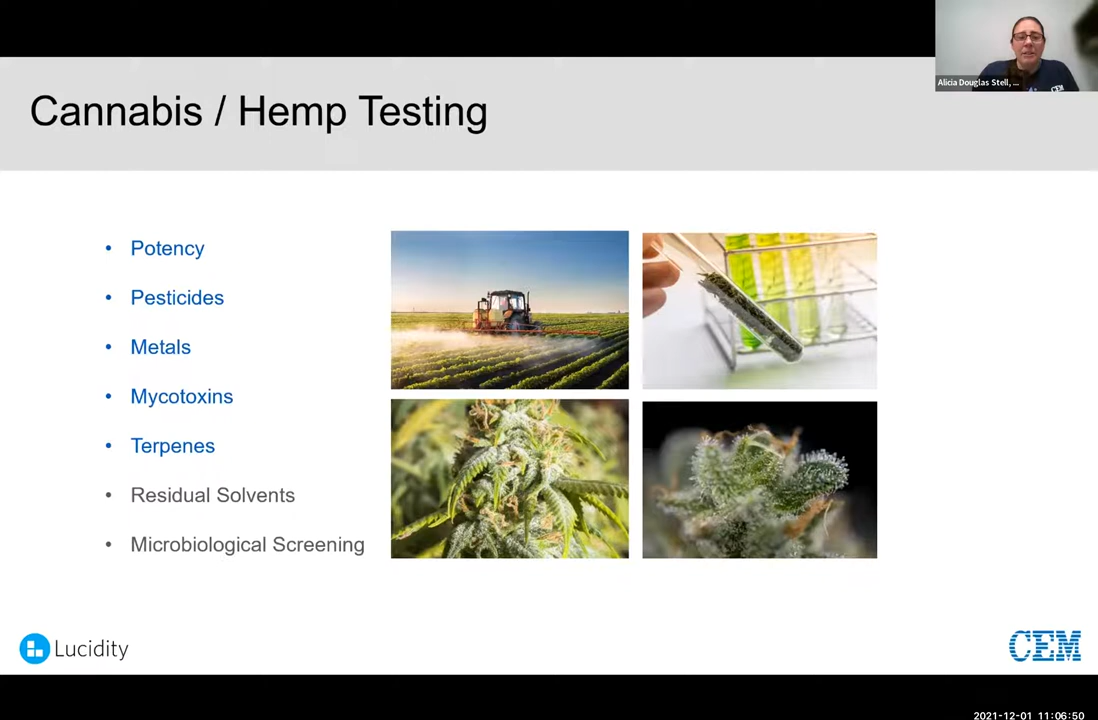 Alicia Douglas Stell, ...
CEM
Cannabis / Hemp Testing
• Potency
• Pesticides
• Metals
• Mycotoxins
• Terpenes
• Residual Solvents
• Microbiological Screening
Lucidity
CEM
2021-12-01 11:06:50